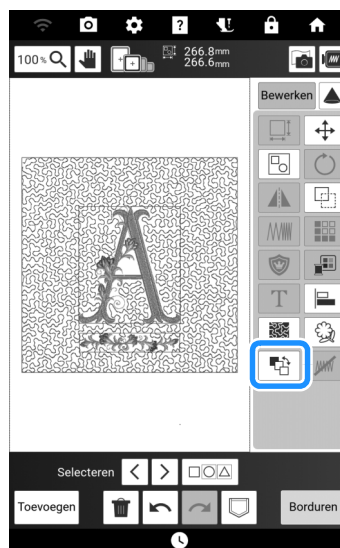 ?
100 %
266.8mm
266.6mm
Bewerken
A
T
Selecteren
Toevoegen
Borduren